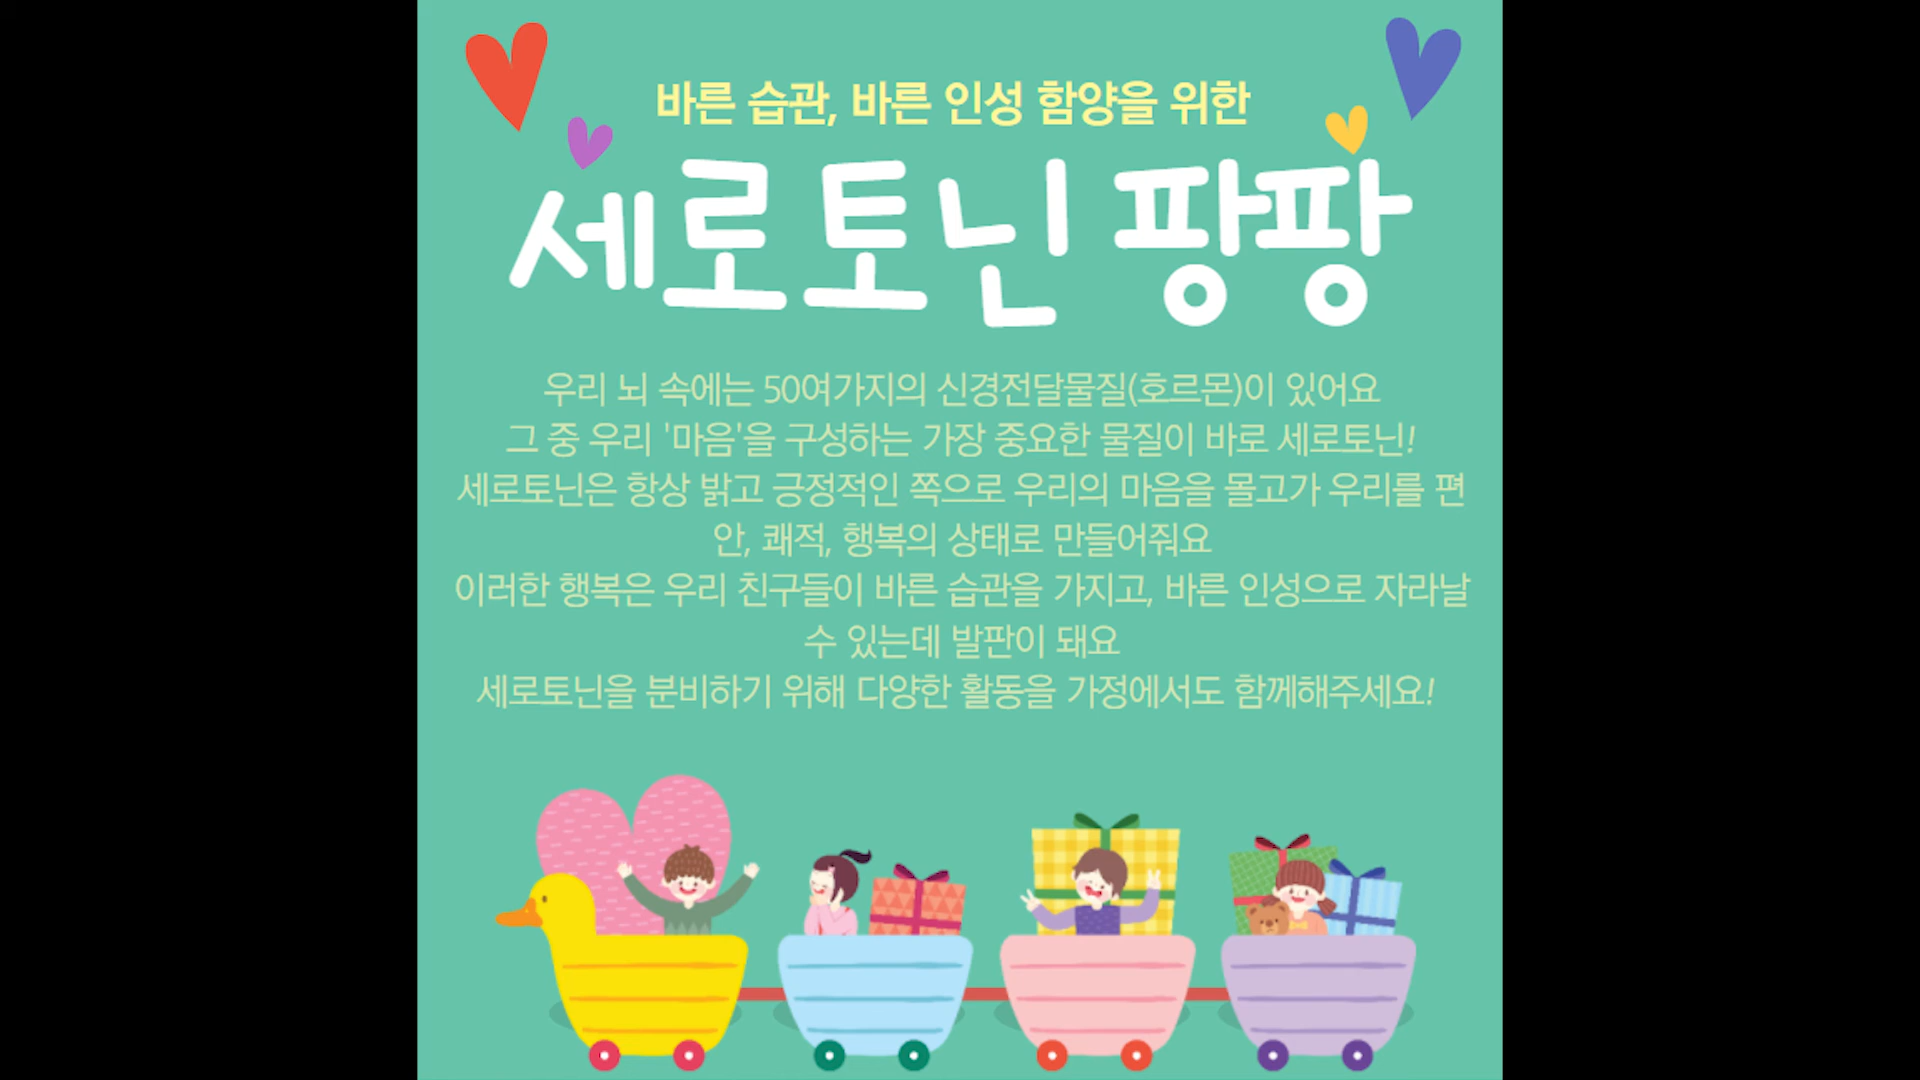 바른 습관, 바른 인성 함양을 위한
세로토닌 팡팡
우리 뇌 속에는 50여가지의 신경전달물질(호르몬)이 있어요
그 중 우리 '마음'을 구성하는 가장 중요한 물질이 바로 세로토닌!
세로토닌은 항상 밝고 긍정적인 쪽으로 우리의 마음을 몰고가 우리를 편
안, 쾌적, 행복의 상태로 만들어줘요
이러한 행복은 우리 친구들이 바른 습관을 가지고, 바른 인성으로 자라날
수 있는데 발판이 돼요
세로토닌을 분비하기 위해 다양한 활동을 가정에서도 함께해주세요!